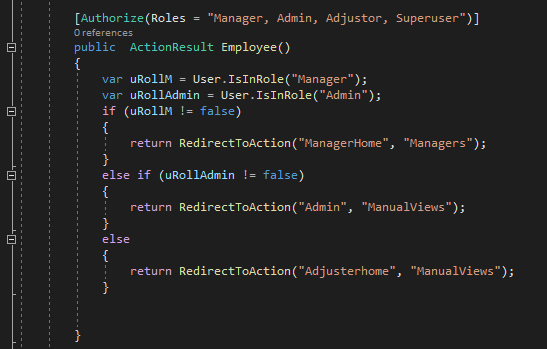 [Authorize(Roles = "Manager, Admin, Adjustor, Superuser")]
0 references
public  ActionResult Employee()
{
var uRollM = User.IsInRole("Manager");
var uRollAdmin = User.IsInRole("Admin");
if (uRollM != false)
{
return RedirectToAction("ManagerHome", "Managers");
}
else if (uRollAdmin != false)
{
return RedirectToAction("Admin", "ManualViews");
}
else
{
return RedirectToAction("Adjusterhome", "ManualViews");
}
}